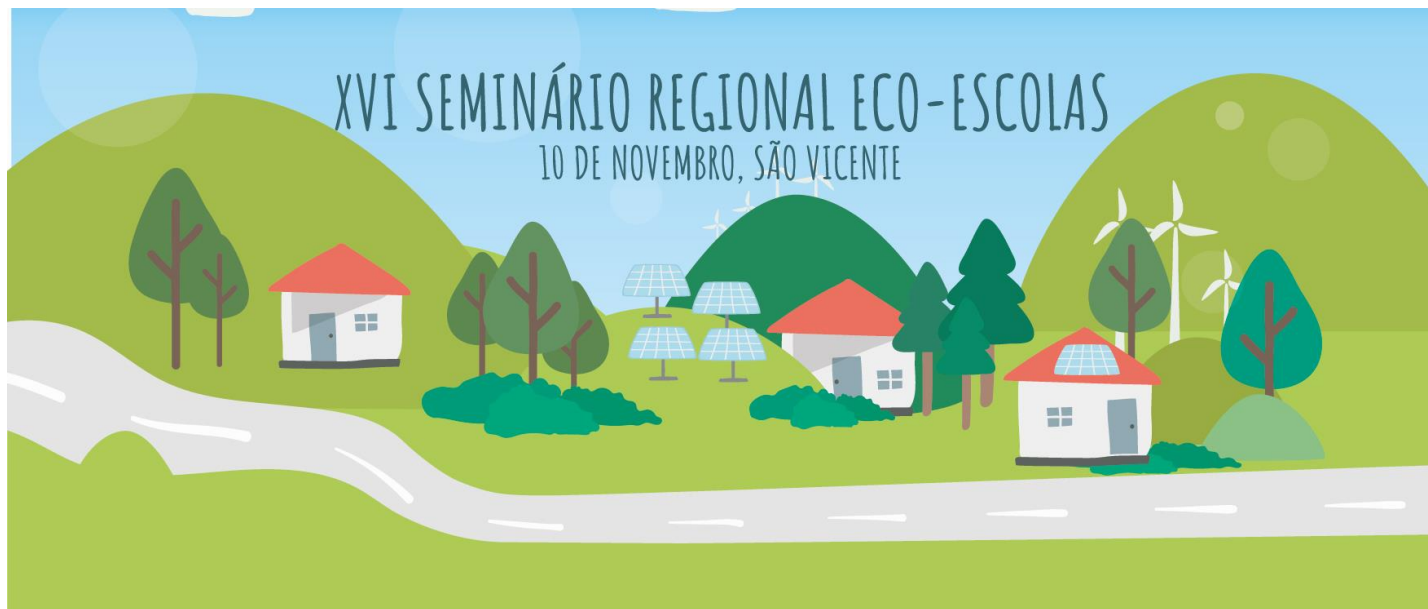 XVI SEMINÁRIO REGIONAL ECO-ESCOLAS
10 DE NOVEMBRO, SÃO VICENTE